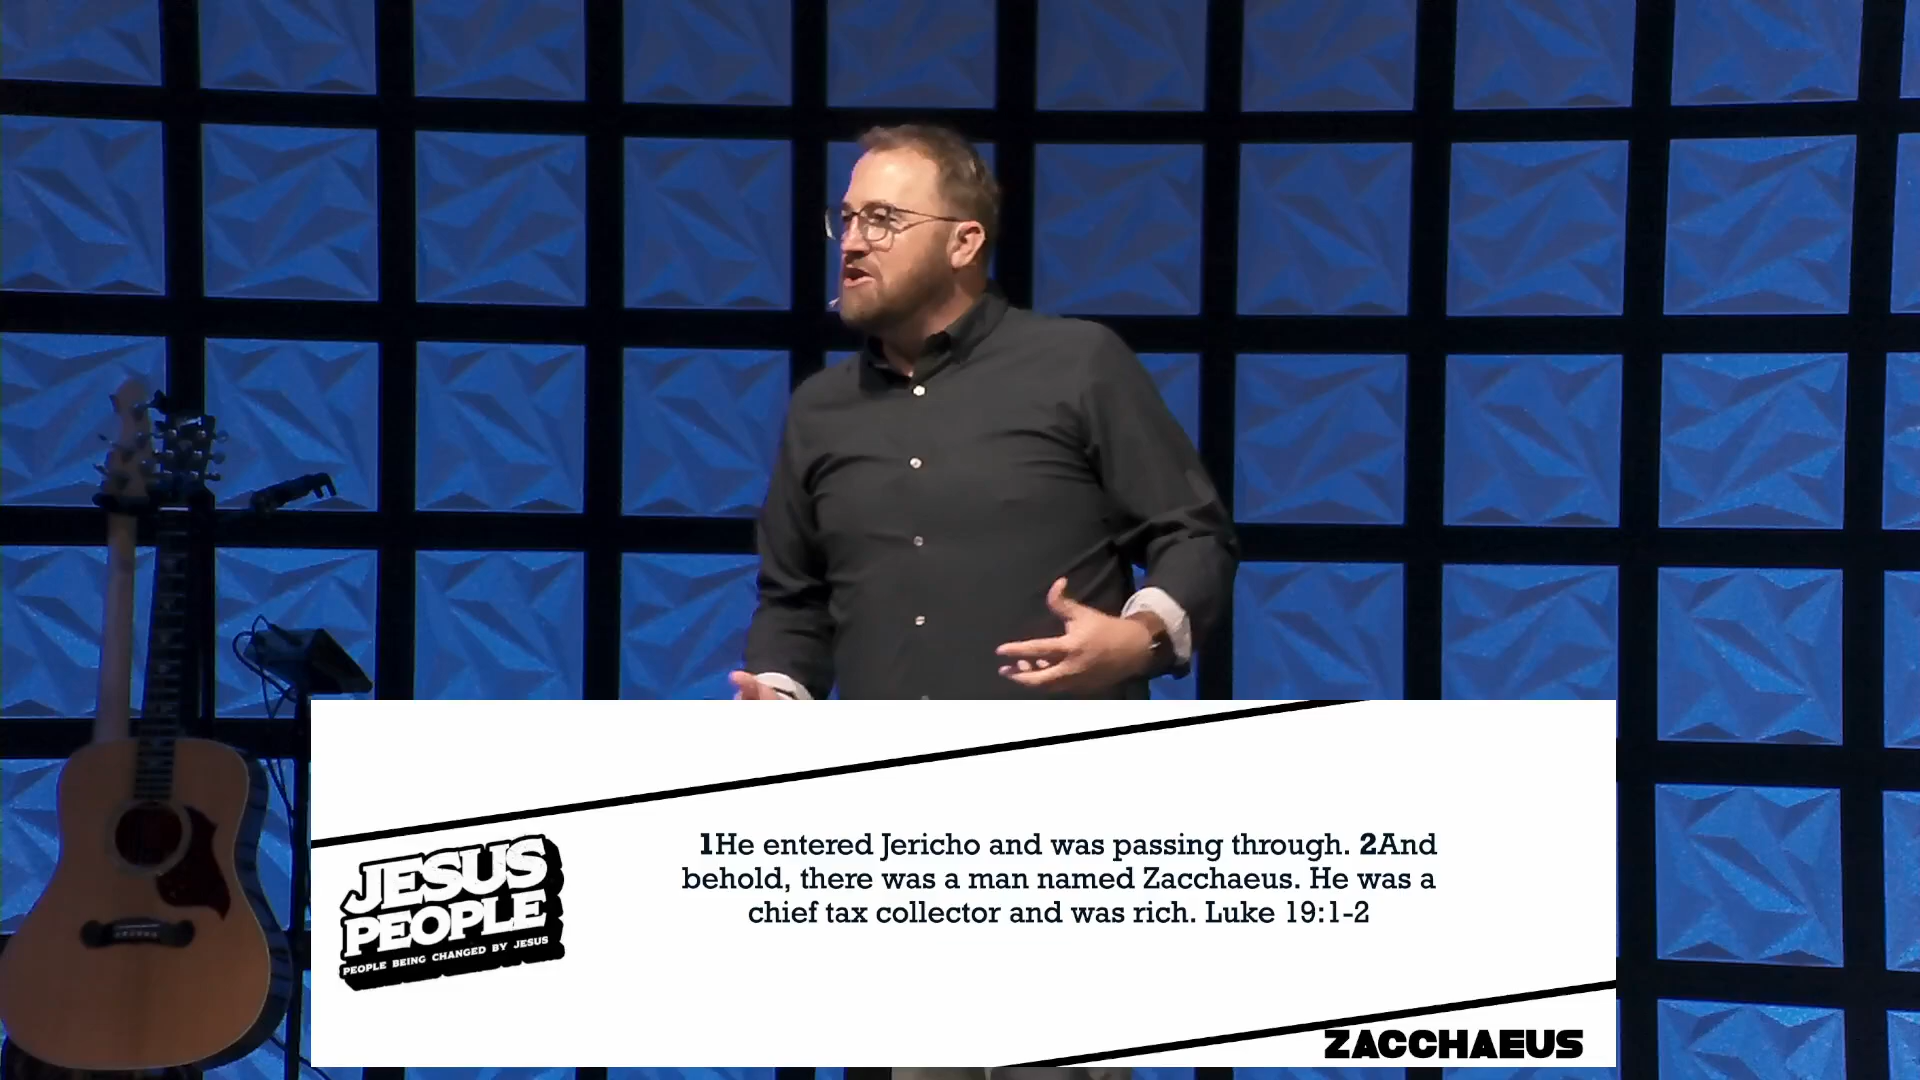 1He entered Jericho and was passing through. 2And
behold, there was a man named Zacchaeus. He was a
chief tax collector and was rich. Luke 19:1-2
JESUS
PEOPLE
PEOPLE BEING CHANGED BY JESUS
ZACCHAEUS